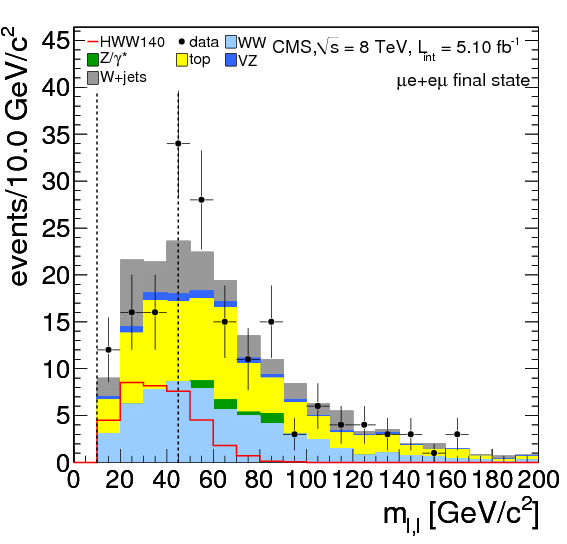 HWW140 data WW
Z/γ* top VZ
W+jets
CMS,√s = 8 TeV, L_int = 5.10 fb⁻¹
μe+eμ final state
events/10.0 GeV/c²
45
40
35
30
25
20
15
10
5
0
0 20 40 60 80 100 120 140 160 180 200
m_l,l [GeV/c²]